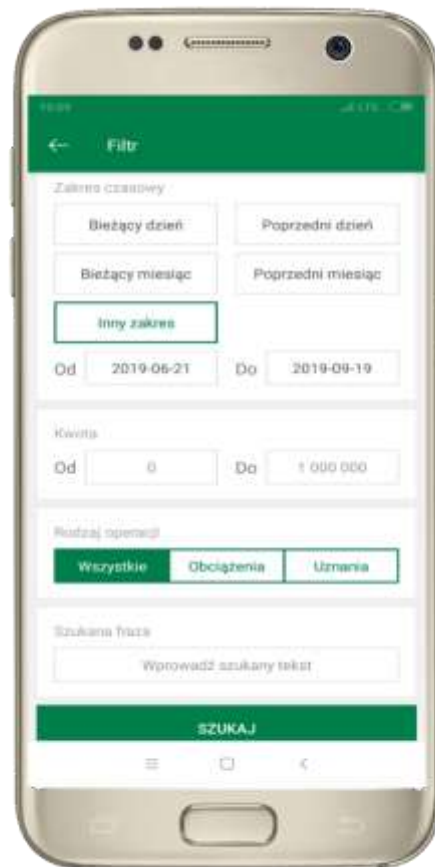 Filtr
Zakres czasowy
Bieżący dzień Poprzedni dzień
Bieżący miesiąc Poprzedni miesiąc
Inny zakres
Od 2019-06-21 Do 2019-09-19
Kwota
Od 0 Do 1 000 000
Rodzaj operacji
Wszystkie Obciążenia Uznania
Szukana fraza
Wprowadź szukany tekst
SZUKAJ